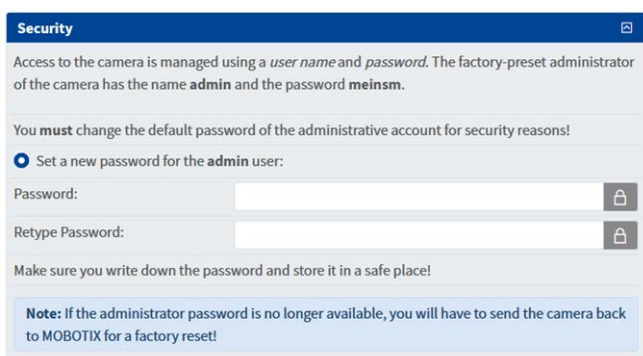 Security
Access to the camera is managed using a user name and password. The factory-preset administrator
of the camera has the name admin and the password meinsm.
You must change the default password of the administrative account for security reasons!
Set a new password for the admin user:
Password:
Retype Password:
Make sure you write down the password and store it in a safe place!
Note: If the administrator password is no longer available, you will have to send the camera back
to MOBOTIX for a factory reset!